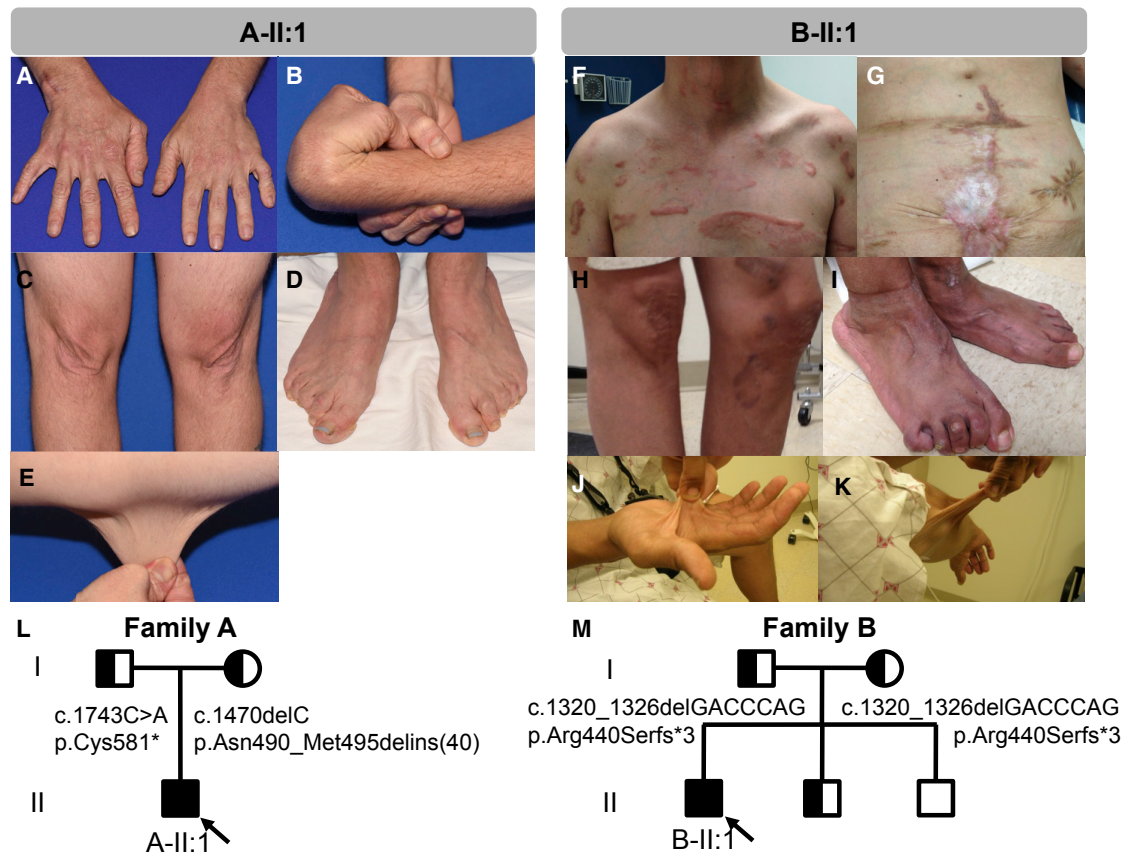 A-II:1
B-II:1
A
B
F
G
C
D
H
I
E
J
K
L
Family A
M
Family B
I
I
c.1743C>A
c.1470delC
p.Cys581*
p.Asn490_Met495delins(40)
c.1320_1326delGACCCAG
c.1320_1326delGACCCAG
p.Arg440Serfs*3
p.Arg440Serfs*3
II
II
A-II:1
B-II:1